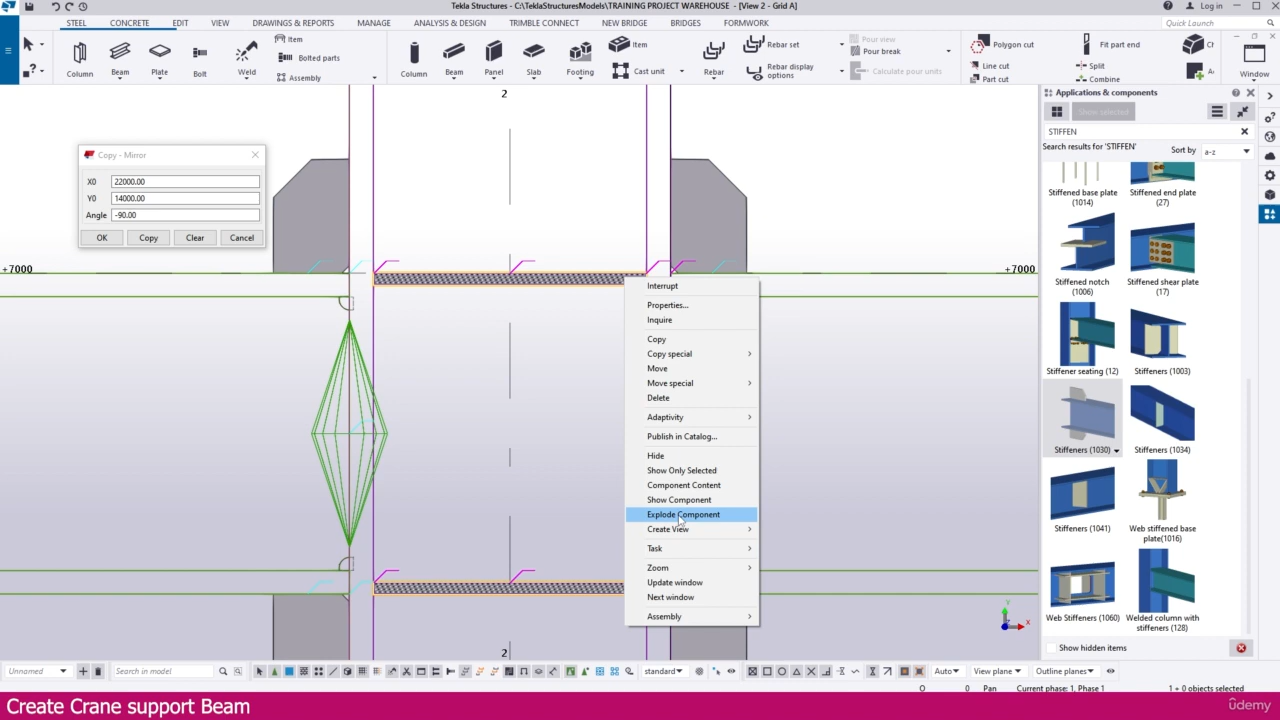 Tekla Structures - C:\TeklaStructuresModels\TRAINING PROJECT WAREHOUSE - [View 2 - Grid A]
Log in
STEEL CONCRETE EDIT VIEW DRAWINGS & REPORTS MANAGE ANALYSIS & DESIGN TRIMBLE CONNECT NEW BRIDGE BRIDGES FORMWORK
Quick Launch
Column Beam Plate Bolt Weld
Item
Bolted parts
Assembly
Column Beam Panel Slab Footing
Item
Cast unit
Rebar
Rebar set
Rebar display options
Pour view
Pour break
Calculate pour units
Polygon cut
Line cut
Part cut
Fit part end
Split
Combine
Window
2
Copy - Mirror
X0 22000.00
Y0 14000.00
Angle -90.00
OK Copy Clear Cancel
+7000
+7000
2
Interrupt
Properties...
Inquire
Copy
Copy special
Move
Move special
Delete
Adaptivity
Publish in Catalog...
Hide
Show Only Selected
Component Content
Show Component
Explode Component
Create View
Task
Zoom
Update window
Next window
Assembly
Applications & components
Show selected
STIFFEN
Search results for 'STIFFEN' Sort by a-z
Stiffened base plate (1014)
Stiffened end plate (27)
Stiffened notch (1006)
Stiffened shear plate (17)
Stiffener seating (12)
Stiffeners (1003)
Stiffeners (1030)
Stiffeners (1034)
Stiffeners (1041)
Web stiffened base plate(1016)
Web Stiffeners (1060)
Welded column with stiffeners (128)
Show hidden items
Unnamed Search in model standard Auto View plane Outline planes
O 0 Pan Current phase: 1, Phase 1 1 + 0 objects selected
Create Crane support Beam
ûdemy